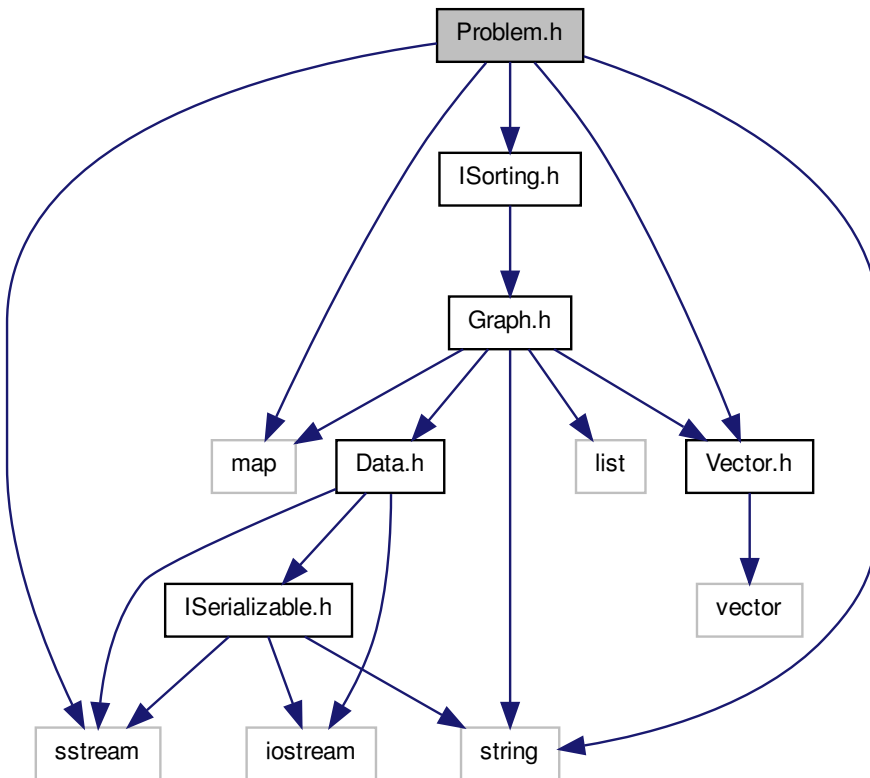 Problem.h
ISorting.h
Graph.h
map
Data.h
list
Vector.h
ISerializable.h
vector
sstream
iostream
string